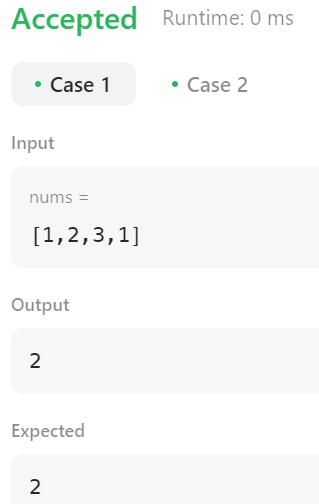 Accepted Runtime: 0 ms
• Case 1 • Case 2
Input
nums =
[1,2,3,1]
Output
2
Expected
2